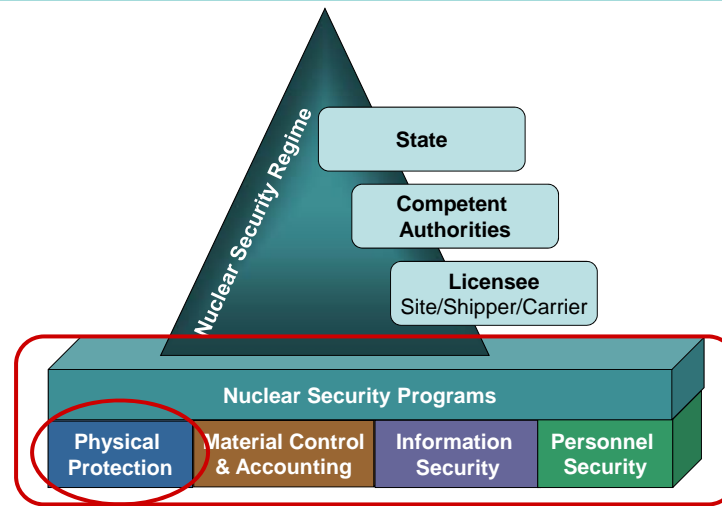 Nuclear Security Regime
State
Competent
Authorities
Licensee
Site/Shipper/Carrier
Nuclear Security Programs
Physical
Protection
Material Control
& Accounting
Information
Security
Personnel
Security